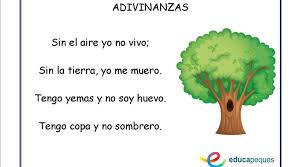 ADIVINANZAS
Sin el aire yo no vivo;
Sin la tierra, yo me muero.
Tengo yemas y no soy huevo.
Tengo copa y no sombrero.
educapeques